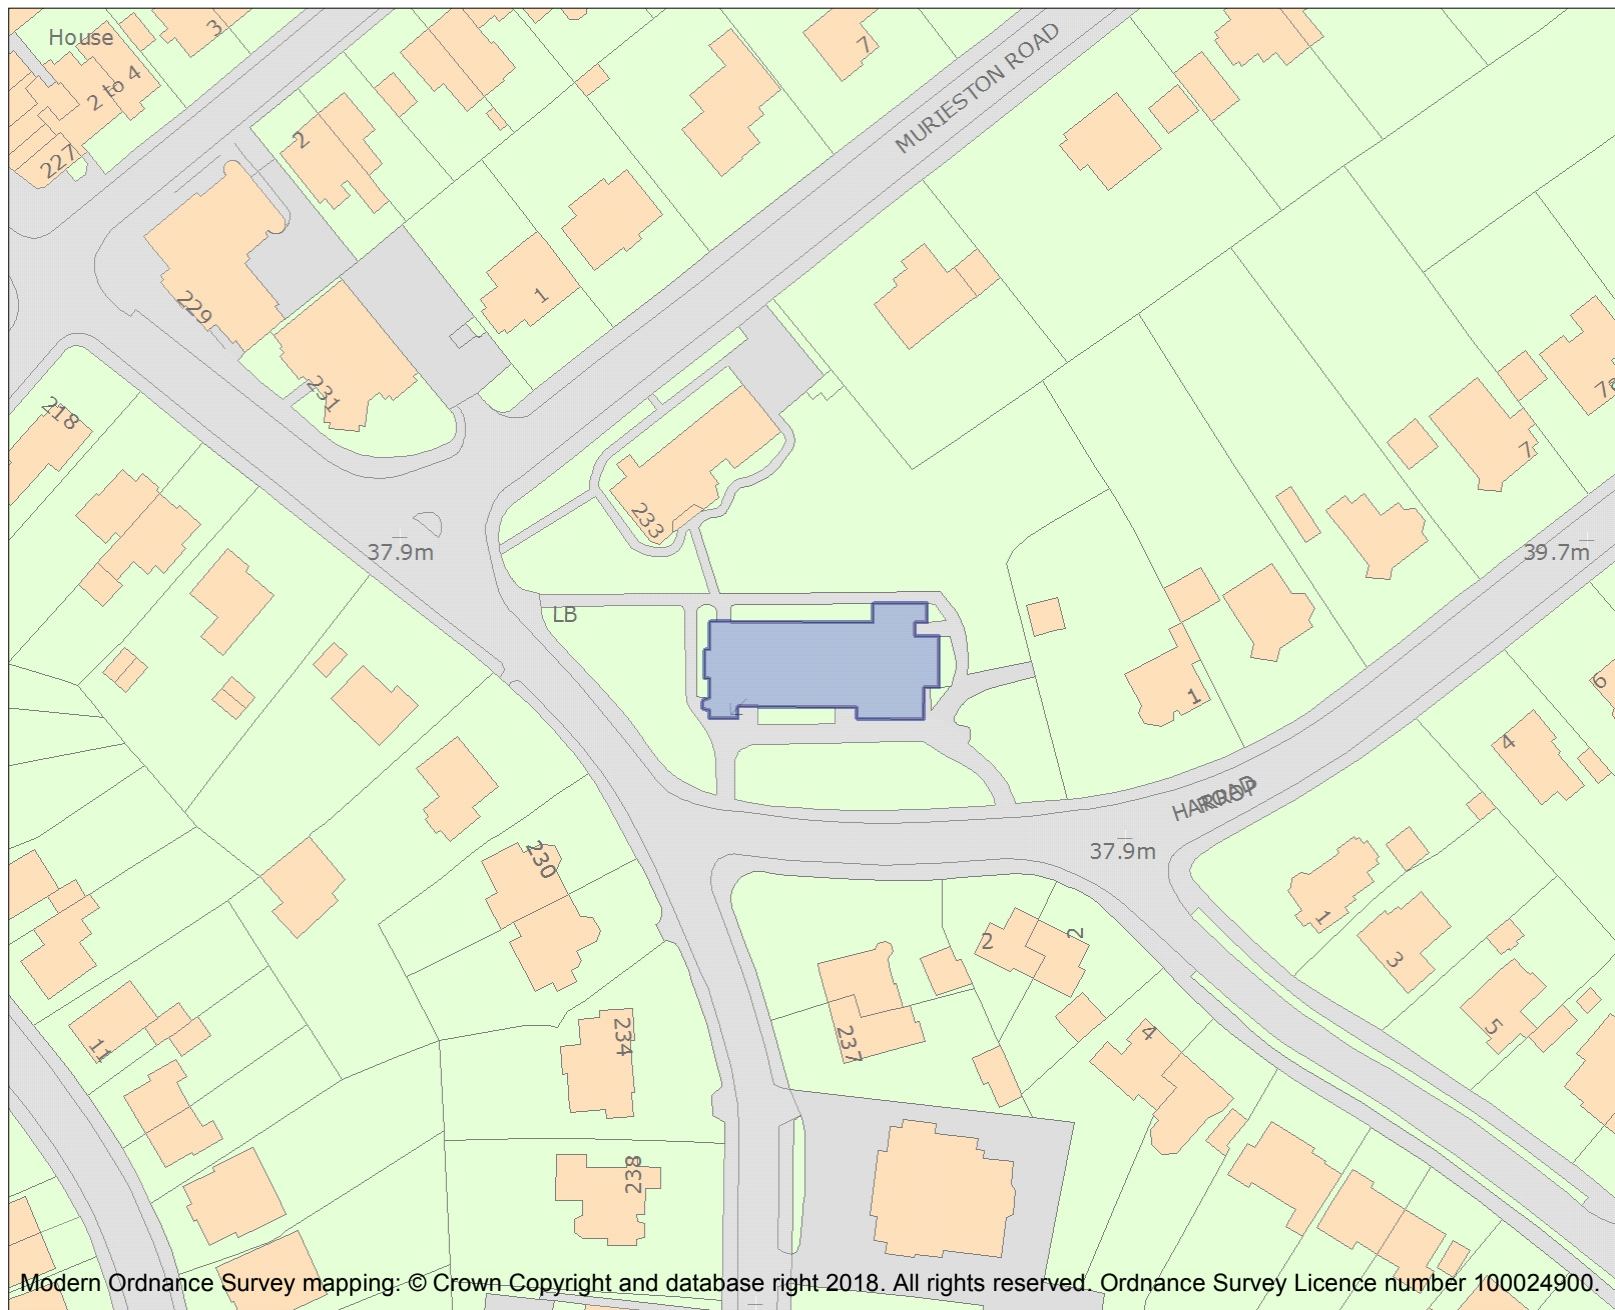 House
3
2 to 4
227
2
7
MURIESTON ROAD
229
1
231
218
233
7
37.9m
39.7m
LB
1
6
4
HARROP
ROAD
37.9m
230
1
2
2
3
11
234
237
4
5
238
Modern Ordnance Survey mapping: © Crown Copyright and database right 2018. All rights reserved. Ordnance Survey Licence number 100024900.